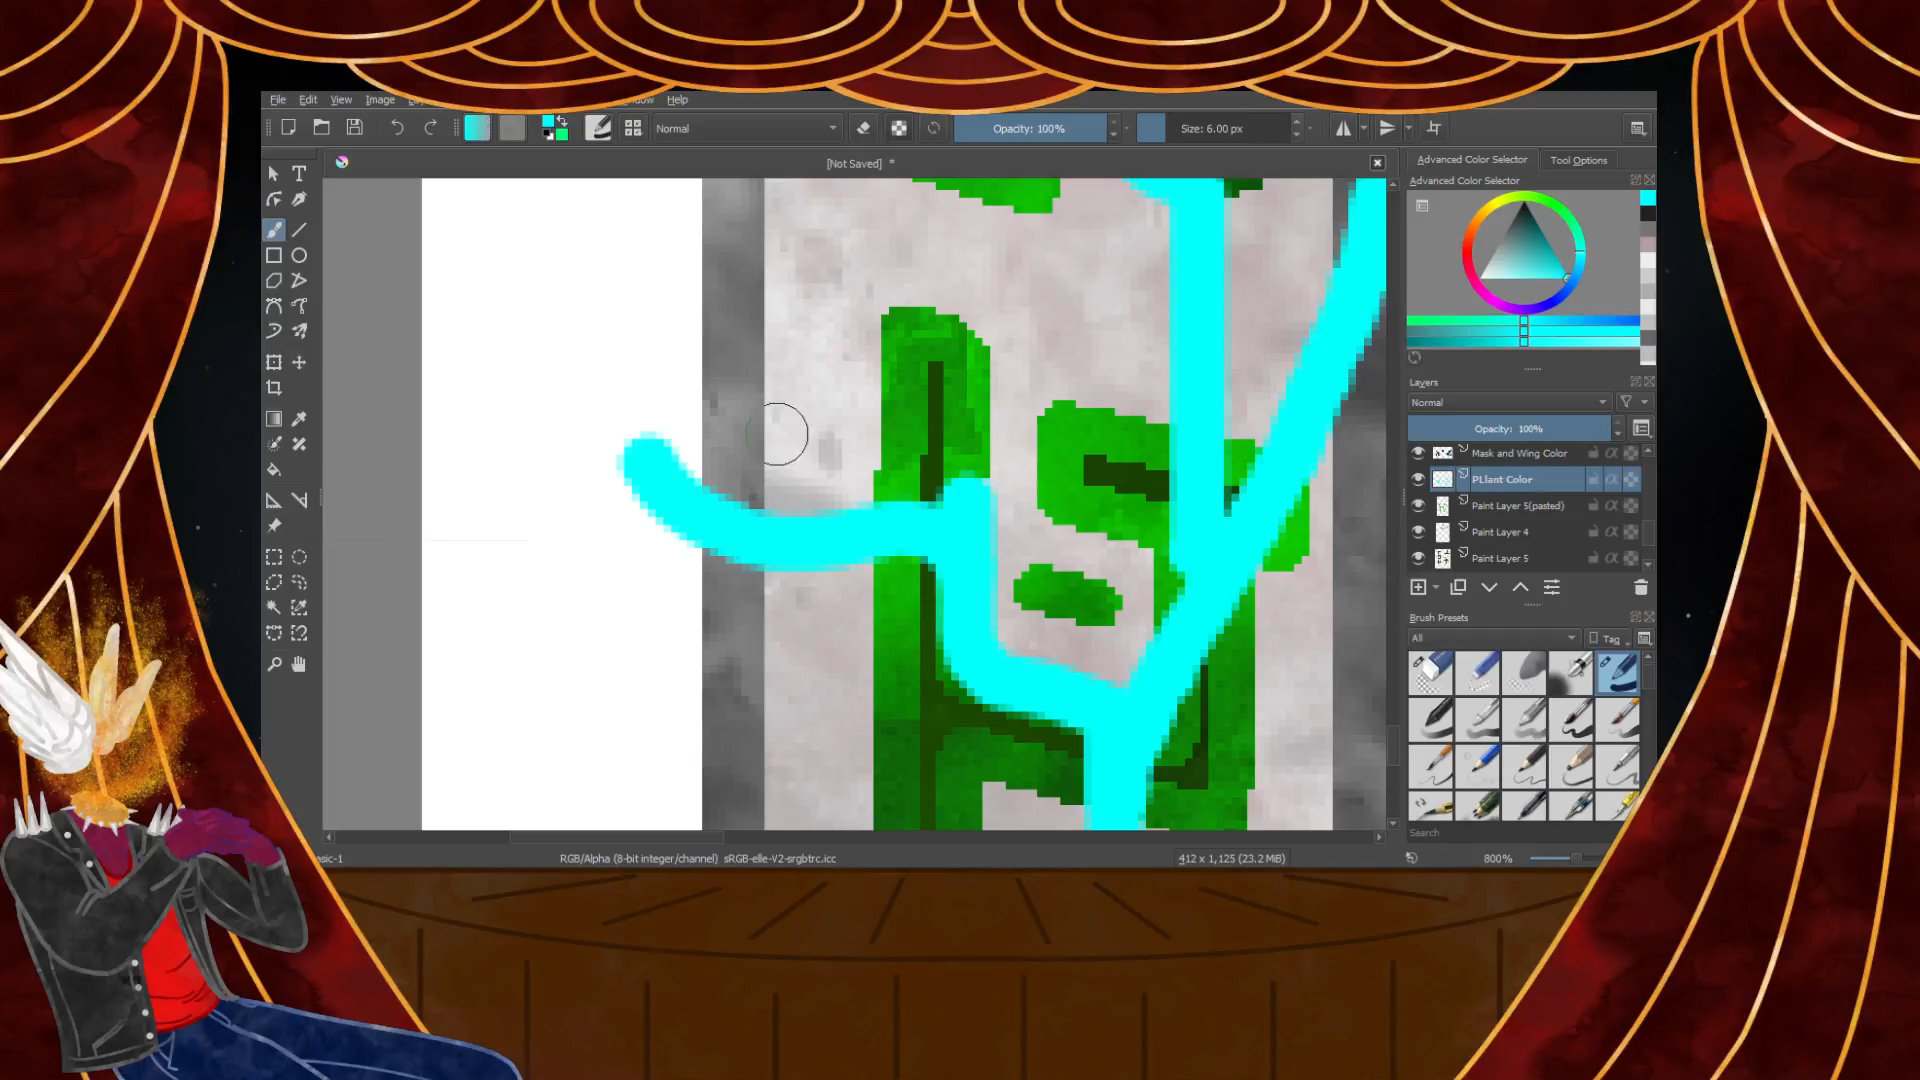 File Edit View Image
Help
Normal
Opacity: 100%
Size: 6.00 px
[Not Saved] *
Advanced Color Selector
Tool Options
Advanced Color Selector
Layers
Normal
Opacity: 100%
Mask and Wing Color
PLlant Color
Paint Layer 5(pasted)
Paint Layer 4
Paint Layer 5
Brush Presets
All
Tag
Search
asic-1
RGB/Alpha (8-bit integer/channel) sRGB-elle-V2-srgbtrc.icc
412 x 1,125 (23.2 MiB)
800%